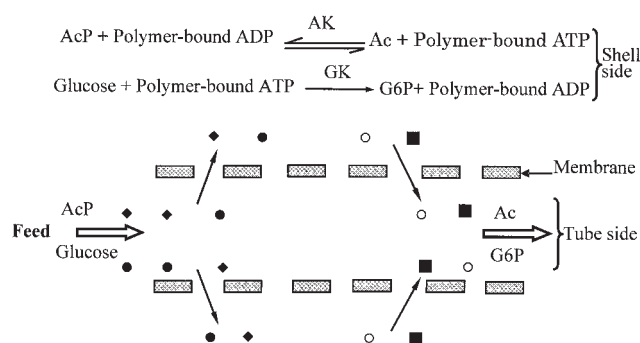 AK
AcP + Polymer-bound ADP Ac + Polymer-bound ATP
GK
Glucose + Polymer-bound ATP G6P+ Polymer-bound ADP
Shell
side
Membrane
AcP
Feed
Glucose
Ac
G6P
Tube side